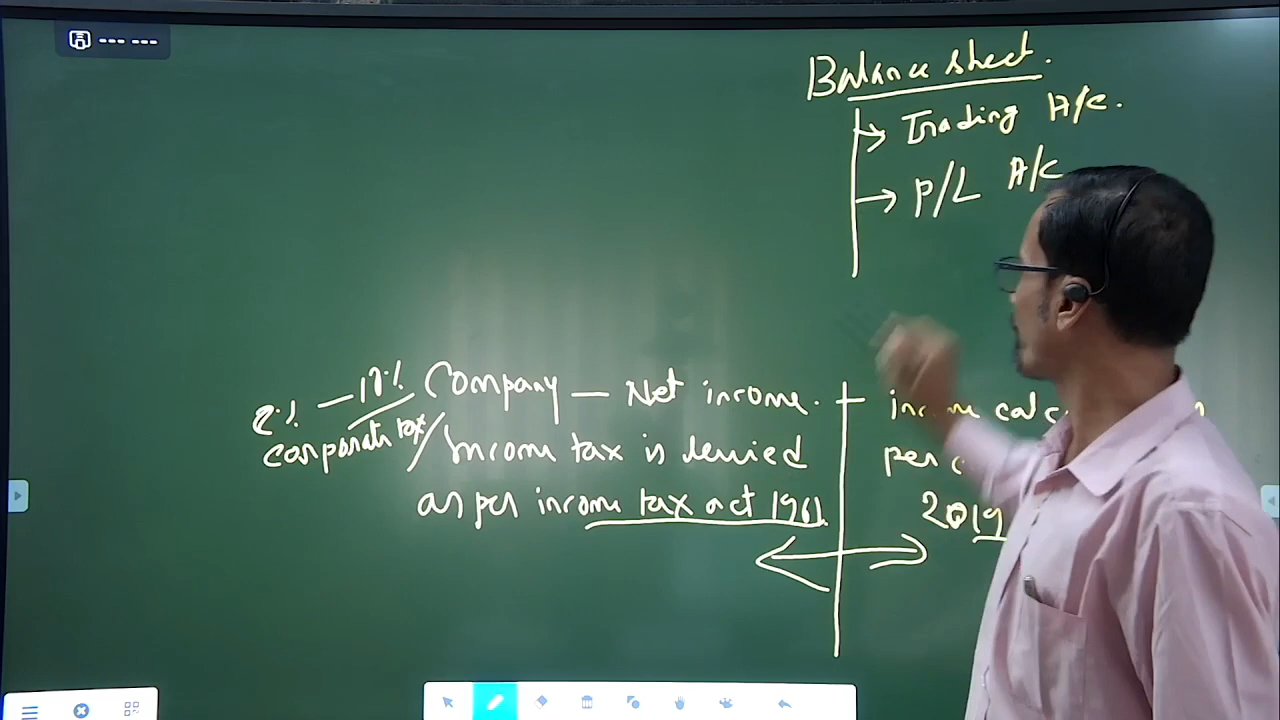 Balance sheet.
Trading A/c.
P/L A/c
2% — Company — Net income.
corporate tax/ Income tax is levied
as per income tax act 1961
income
per
2019